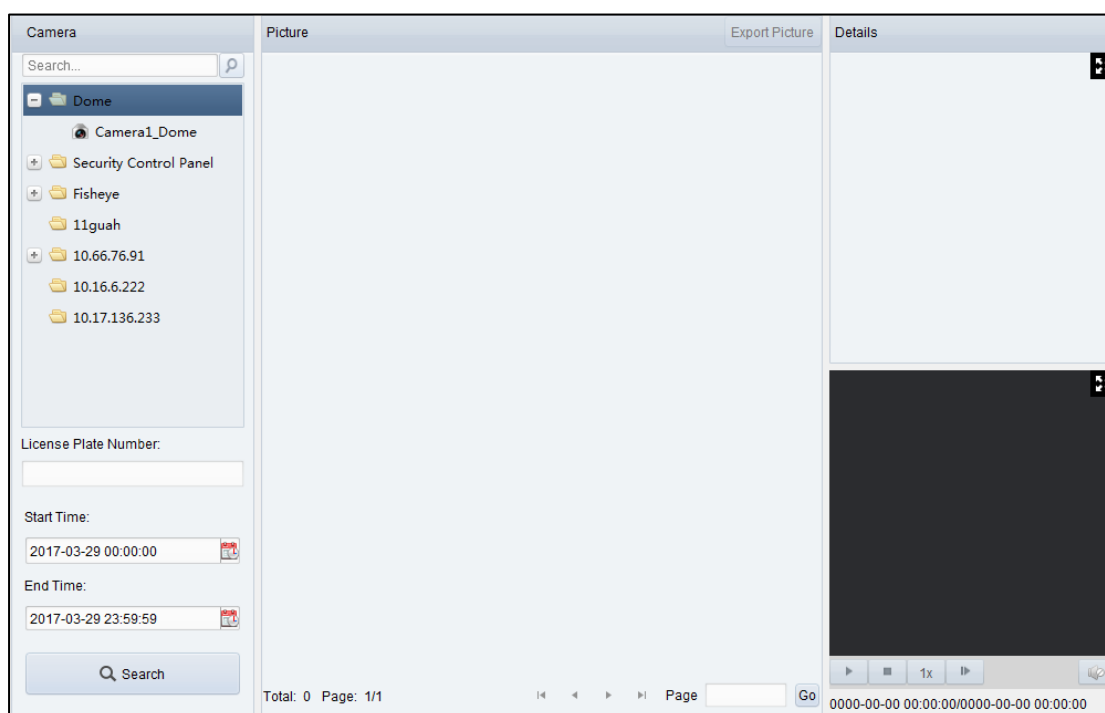 Camera
Search...
Dome
Camera1_Dome
Security Control Panel
Fisheye
11guah
10.66.76.91
10.16.6.222
10.17.136.233
License Plate Number:
Start Time:
2017-03-29 00:00:00
End Time:
2017-03-29 23:59:59
Search
Picture
Export Picture
Total: 0 Page: 1/1
Page
Go
Details
1x
0000-00-00 00:00:00/0000-00-00 00:00:00